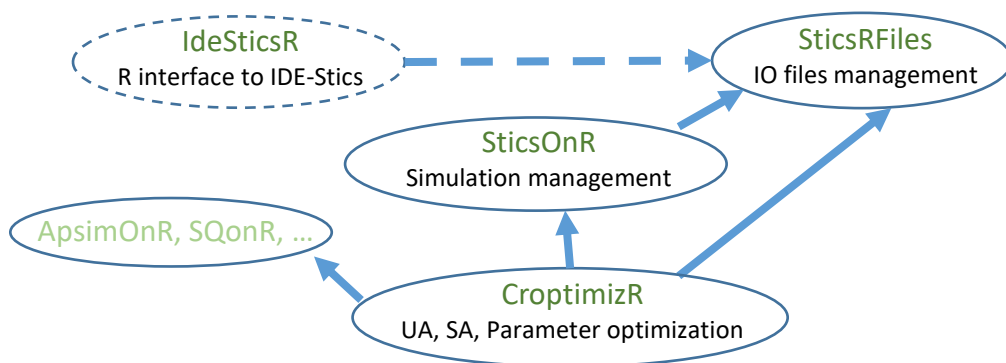 IdeSticsR
R interface to IDE-Stics
SticsRFiles
IO files management
SticsOnR
Simulation management
ApsimOnR, SQonR, ...
CroptimizR
UA, SA, Parameter optimization